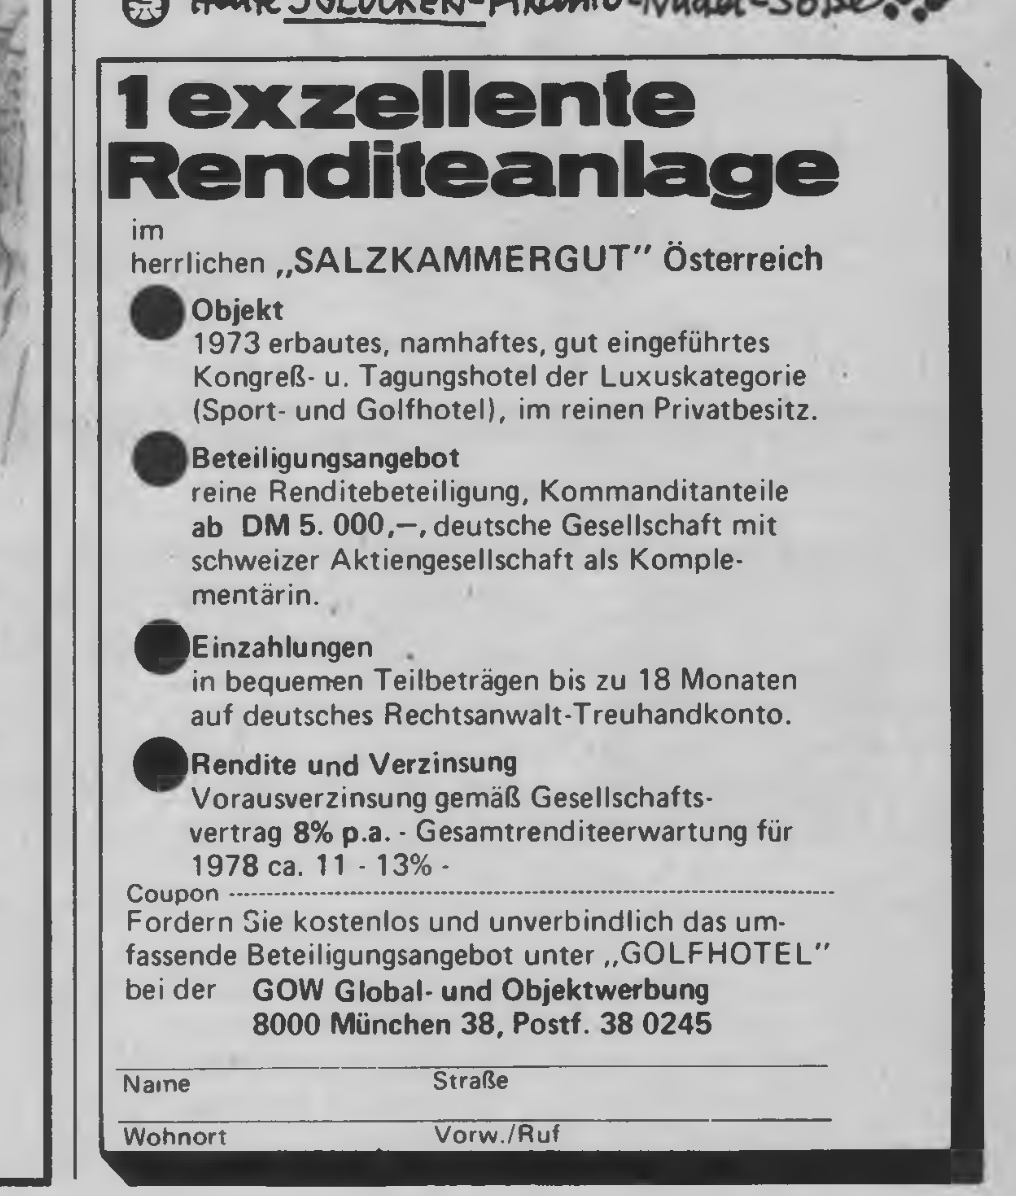 1 exzellente
Renditeanlage
im
herrlichen „SALZKAMMERGUT” Österreich
Objekt
1973 erbautes, namhaftes, gut eingeführtes
Kongreß- u. Tagungshotel der Luxuskategorie
(Sport- und Golfhotel), im reinen Privatbesitz.
Beteiligungsangebot
reine Renditebeteiligung, Kommanditanteile
ab DM 5. 000,—, deutsche Gesellschaft mit
schweizer Aktiengesellschaft als Komple-
mentärin.
Einzahlungen
in bequemen Teilbeträgen bis zu 18 Monaten
auf deutsches Rechtsanwalt-Treuhandkonto.
Rendite und Verzinsung
Vorausverzinsung gemäß Gesellschafts-
vertrag 8% p.a. - Gesamtrenditeerwartung für
1978 ca. 11 - 13% -
Coupon
Fordern Sie kostenlos und unverbindlich das um-
fassende Beteiligungsangebot unter „GOLFHOTEL”
bei der GOW Global- und Objektwerbung
8000 München 38, Postf. 38 0245
Name Straße
Wohnort Vorw./Ruf